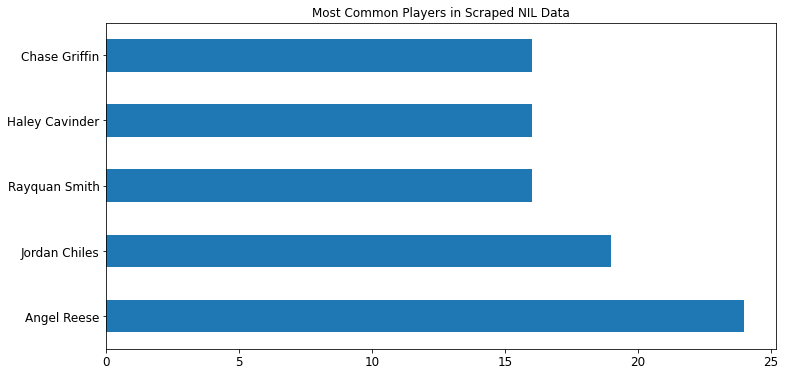 Most Common Players in Scraped NIL Data
Chase Griffin
Haley Cavinder
Rayquan Smith
Jordan Chiles
Angel Reese
0 5 10 15 20 25